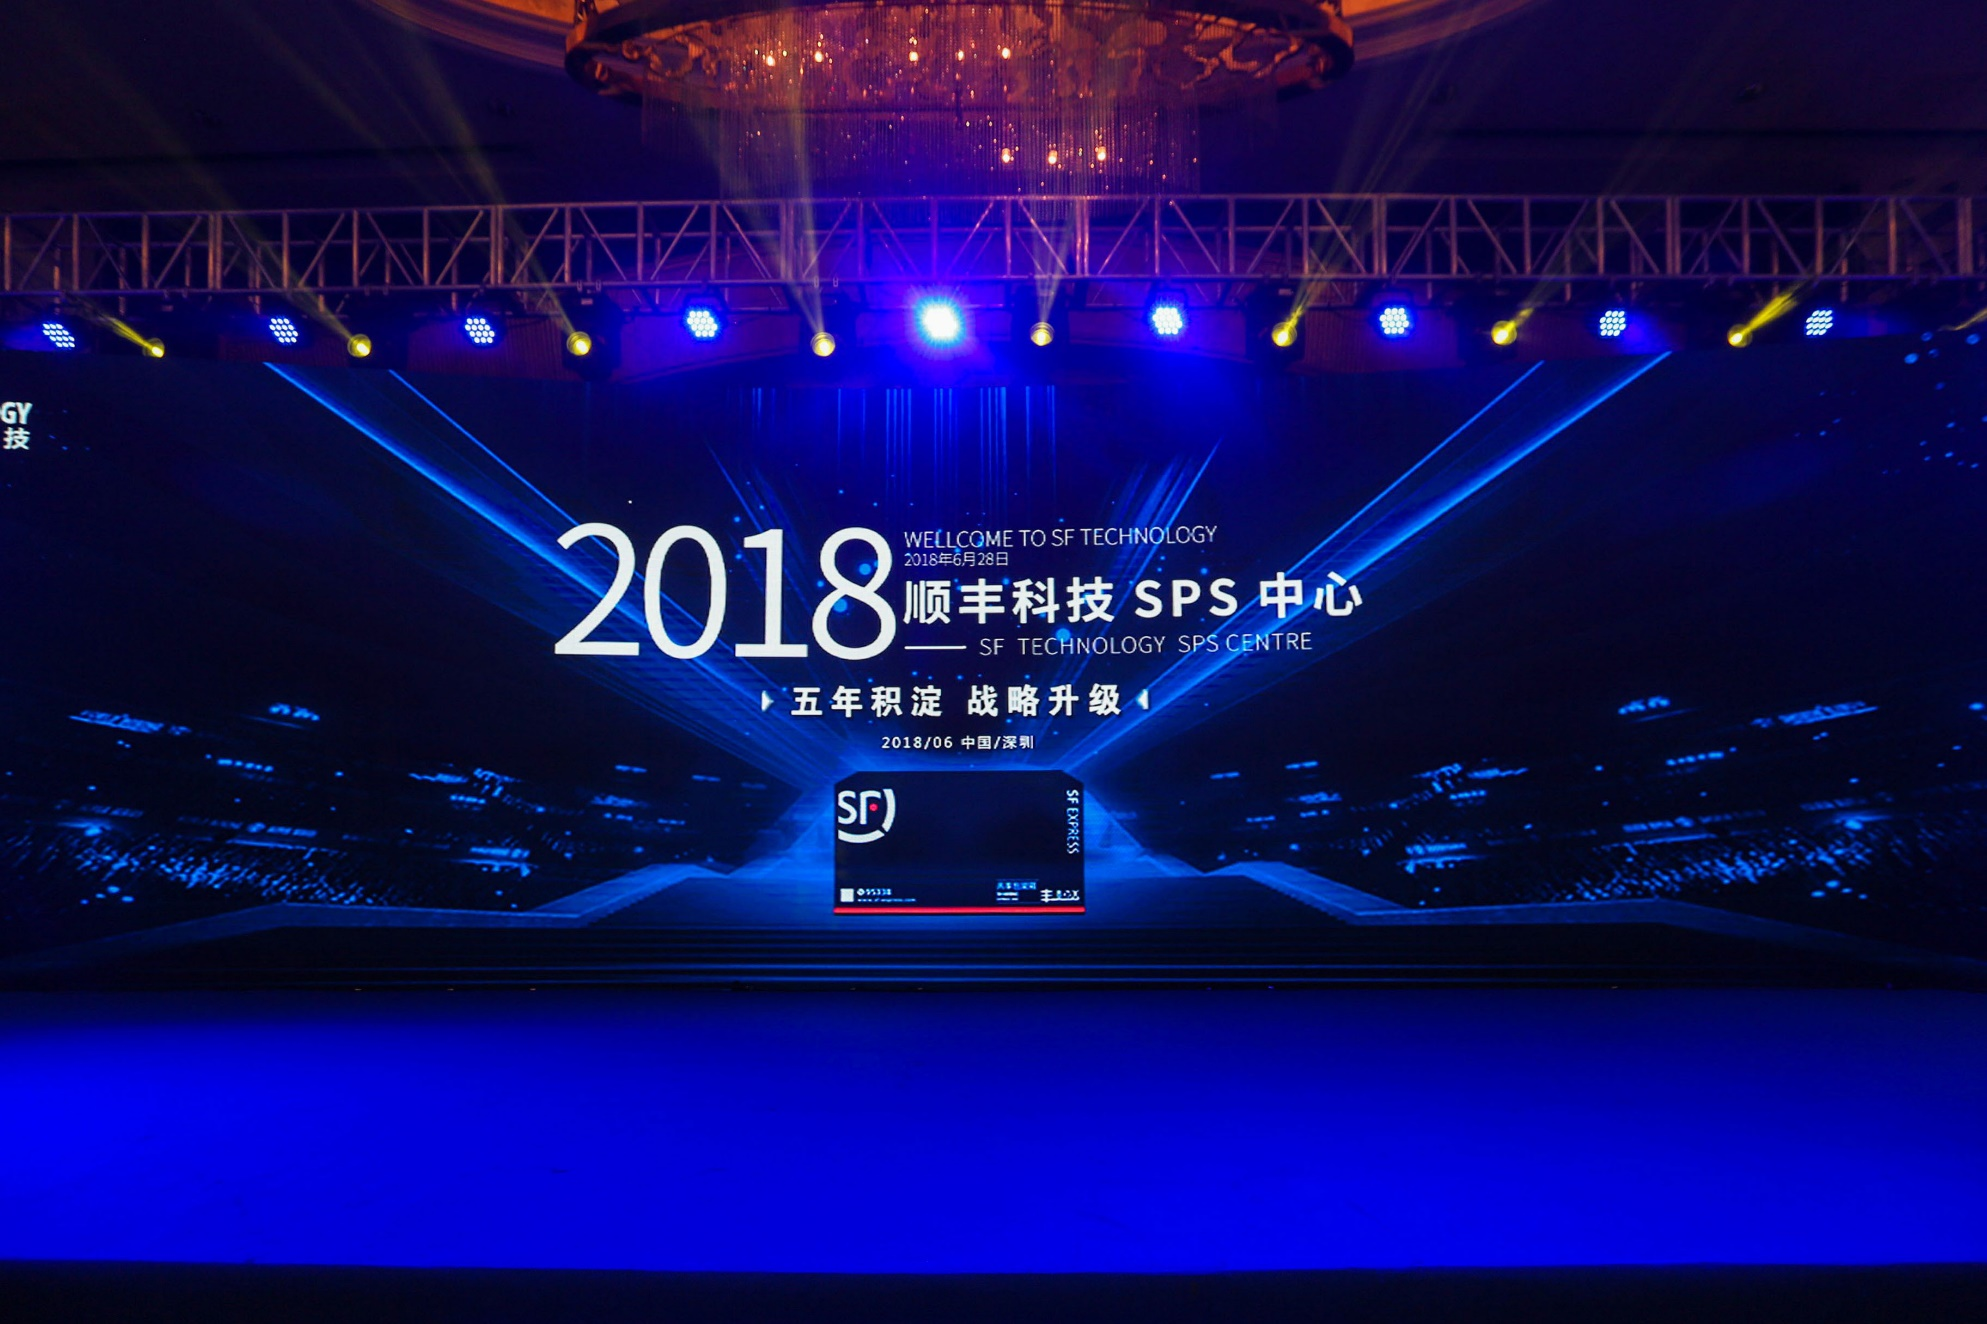 GY
技
2018
WELLCOME TO SF TECHNOLOGY
2018年6月28日
顺丰科技 SPS 中心
SF TECHNOLOGY SPS CENTRE
五年积淀 战略升级
2018/06 中国/深圳
SF
SF EXPRESS
95338